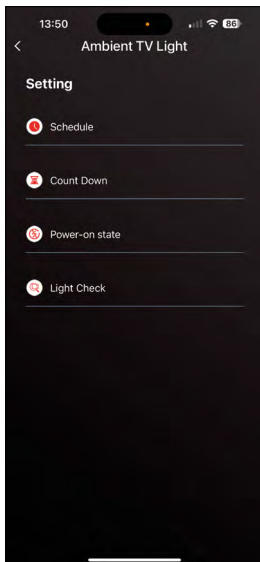 13:50
86
Ambient TV Light
Setting
Schedule
Count Down
Power-on state
Light Check